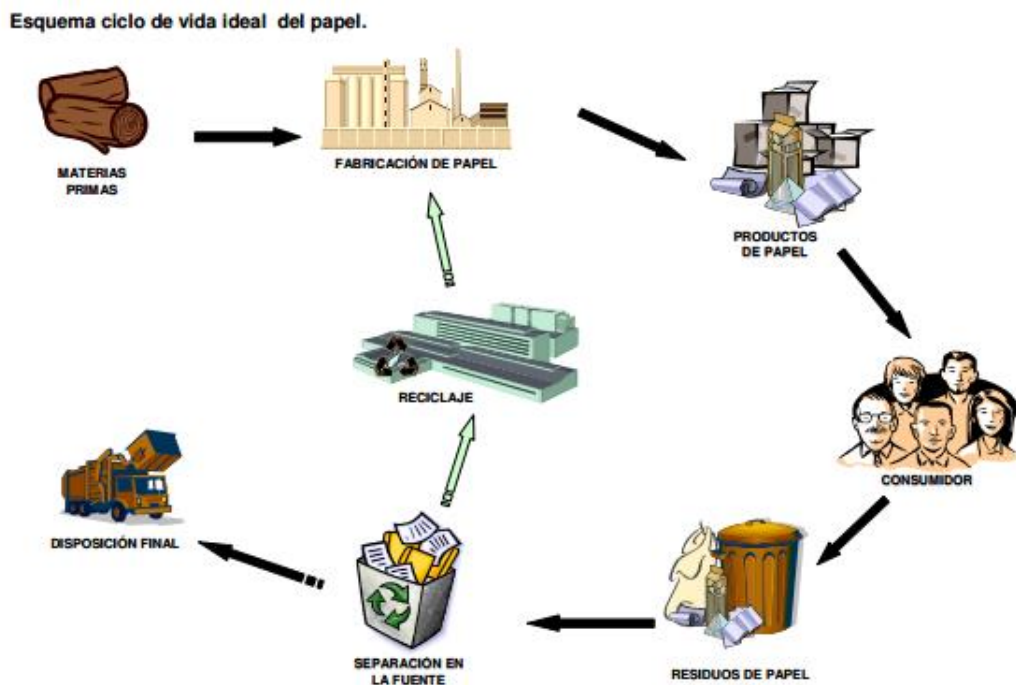 Esquema ciclo de vida ideal del papel.
MATERIAS
PRIMAS
FABRICACIÓN DE PAPEL
PRODUCTOS
DE PAPEL
RECICLAJE
CONSUMIDOR
DISPOSICIÓN FINAL
SEPARACIÓN EN
LA FUENTE
RESIDUOS DE PAPEL